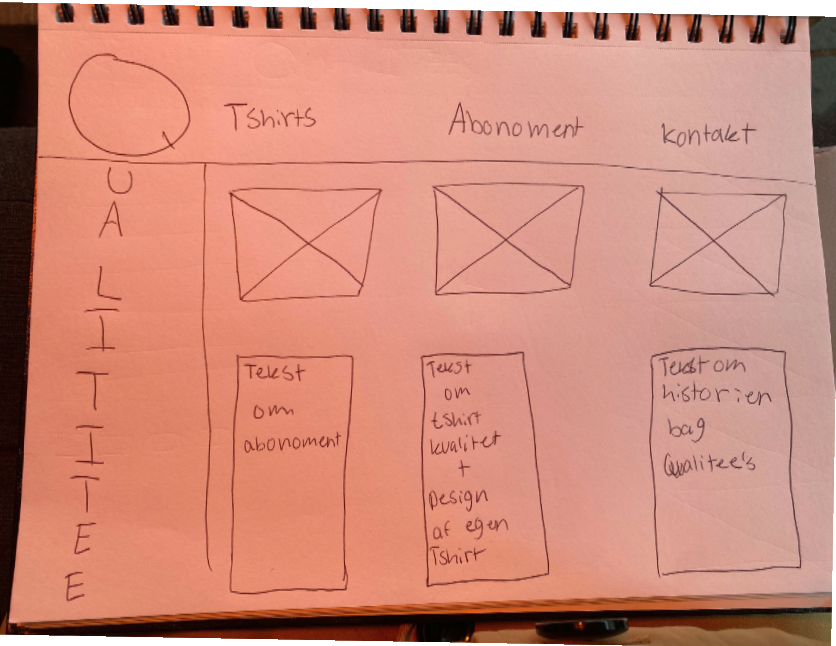 Tshirts
Abonoment
kontakt
Q
U
A
L
I
T
I
T
E
E
Tekst
om
abonoment
Tekst
om
tshirt
kvalitet
+
Design
af egen
Tshirt
Tekst om
historien
bag
Qualitee's